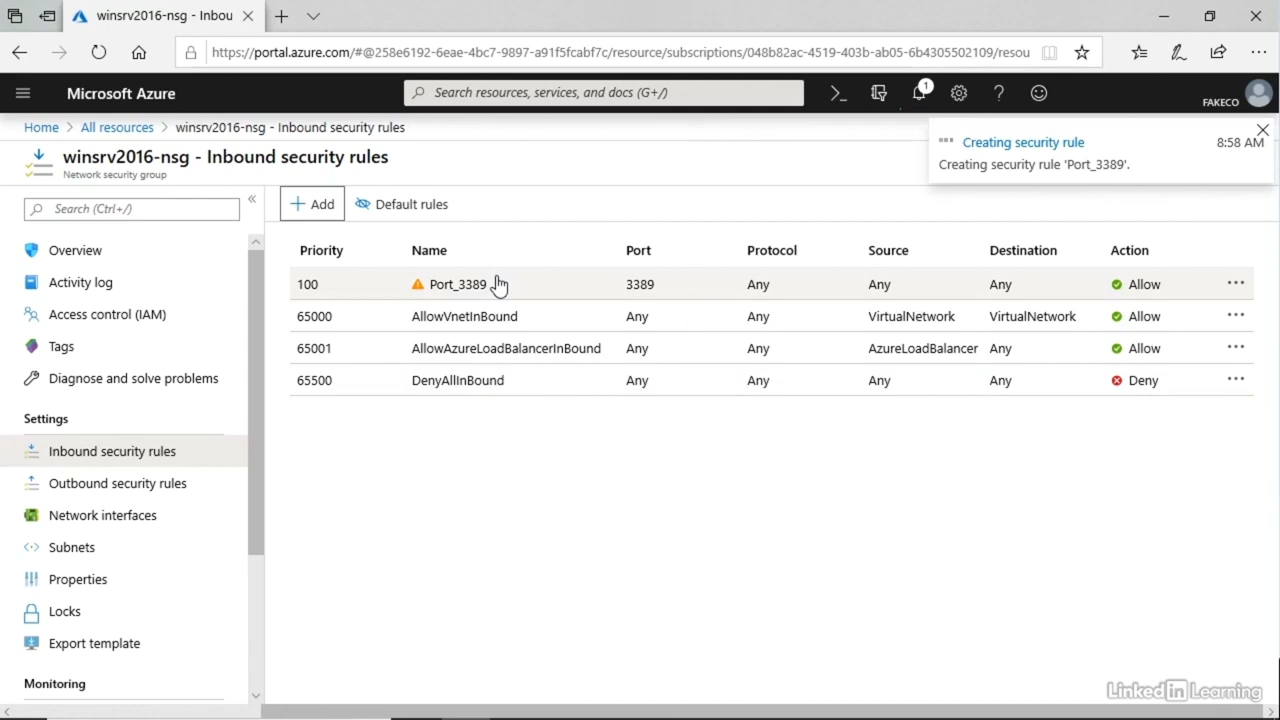 winsrv2016-nsg - Inbou
https://portal.azure.com/#@258e6192-6eae-4bc7-9897-a91f5fcabf7c/resource/subscriptions/048b82ac-4519-403b-ab05-6b4305502109/resou
Microsoft Azure
Search resources, services, and docs (G+/)
1
FAKECO
Home > All resources > winsrv2016-nsg - Inbound security rules
winsrv2016-nsg - Inbound security rules
Network security group
Creating security rule 8:58 AM
Creating security rule 'Port_3389'.
Search (Ctrl+/)
Add Default rules
Overview
Activity log
Access control (IAM)
Tags
Diagnose and solve problems
Settings
Inbound security rules
Outbound security rules
Network interfaces
Subnets
Properties
Locks
Export template
Monitoring
Priority Name Port Protocol Source Destination Action
100 Port_3389 3389 Any Any Any Allow
65000 AllowVnetInBound Any Any VirtualNetwork VirtualNetwork Allow
65001 AllowAzureLoadBalancerInBound Any Any AzureLoadBalancer Any Allow
65500 DenyAllInBound Any Any Any Any Deny
Linked in Learning